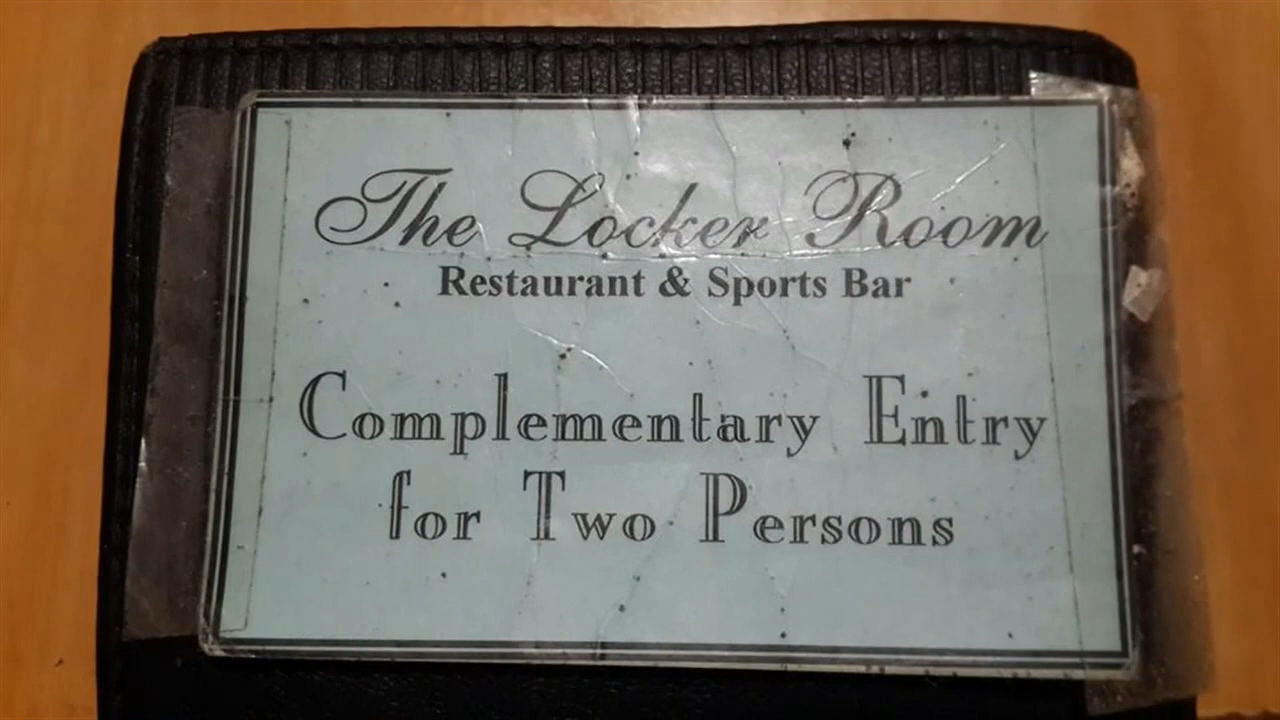 The Locker Room
Restaurant & Sports Bar
Complementary Entry
for Two Persons